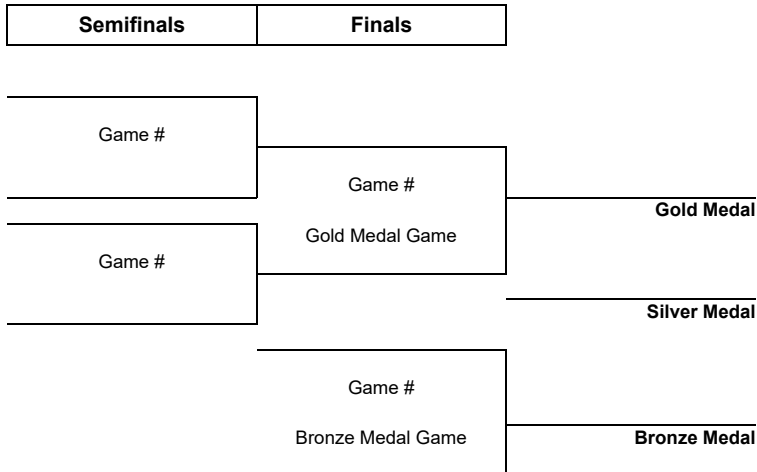 Semifinals Finals
Game #
Game #
Gold Medal
Gold Medal Game
Game #
Silver Medal
Game #
Bronze Medal Game Bronze Medal